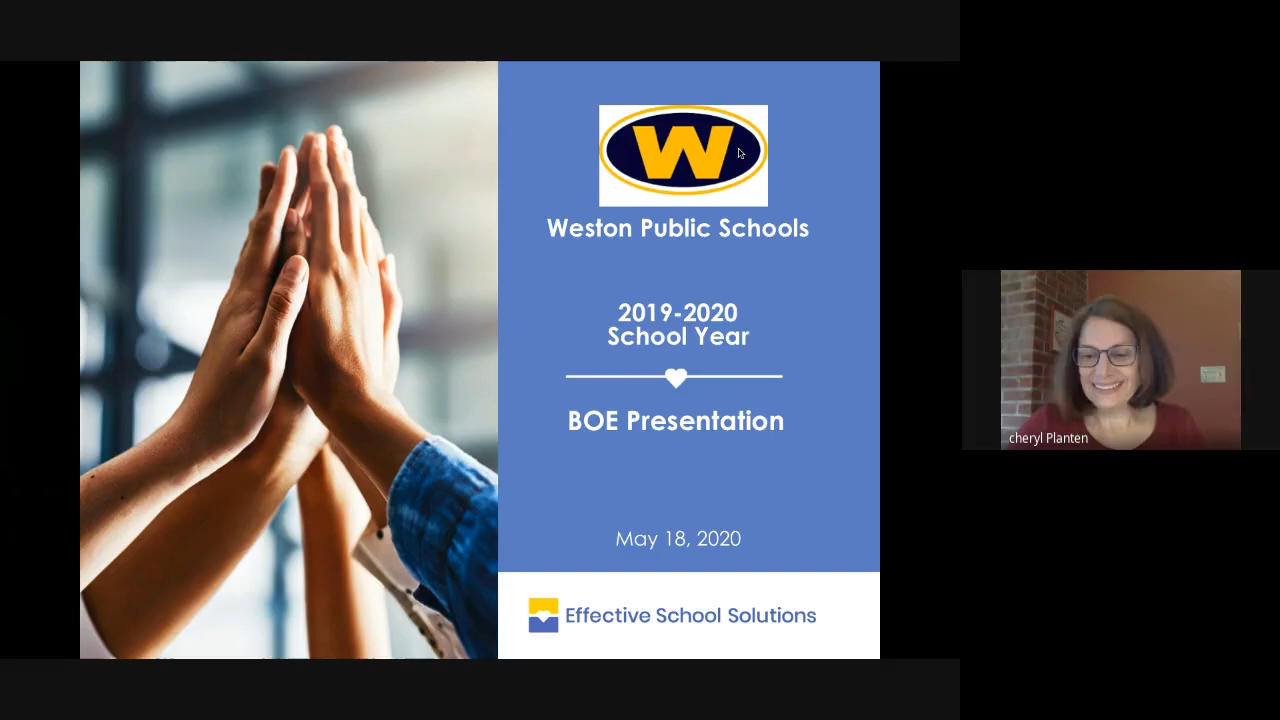 W
Weston Public Schools
2019-2020
School Year
BOE Presentation
May 18, 2020
Effective School Solutions
cheryl Planten